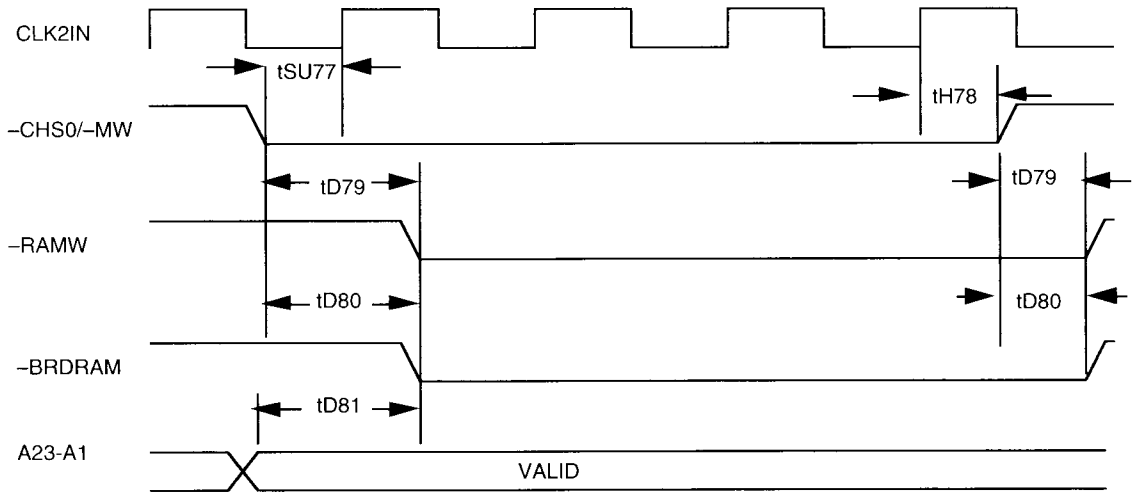 CLK2IN
tSU77
tH78
–CHS0/–MW
tD79
tD79
–RAMW
tD80
tD80
–BRDRAM
tD81
A23-A1
VALID